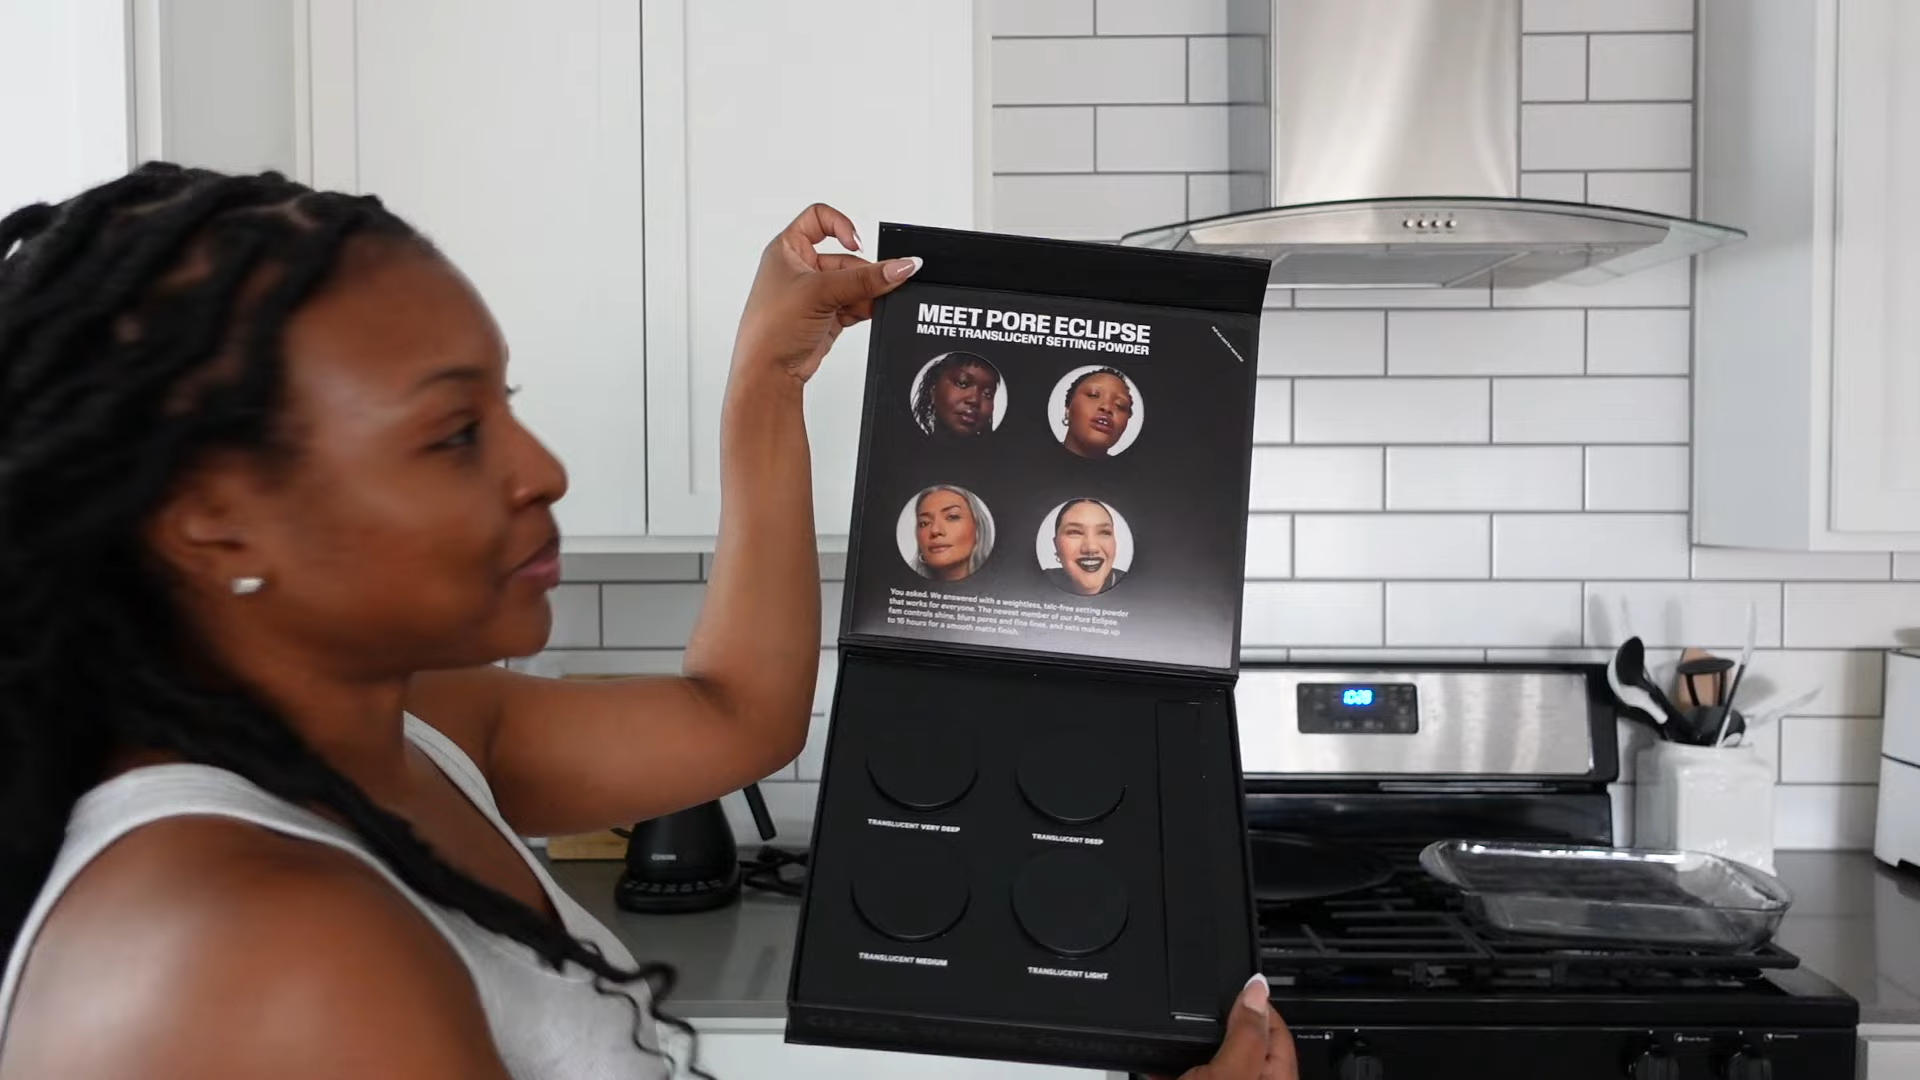 MEET PORE ECLIPSE
MATTE TRANSLUCENT SETTING POWDER
You asked. We answered with a weightless, talc-free setting powder
that works for everyone. The newest member of our Pore Eclipse
fam controls shine, blurs pores and fine lines, and sets makeup up
to 16 hours for a smooth matte finish.
TRANSLUCENT VERY DEEP
TRANSLUCENT DEEP
TRANSLUCENT MEDIUM
TRANSLUCENT LIGHT